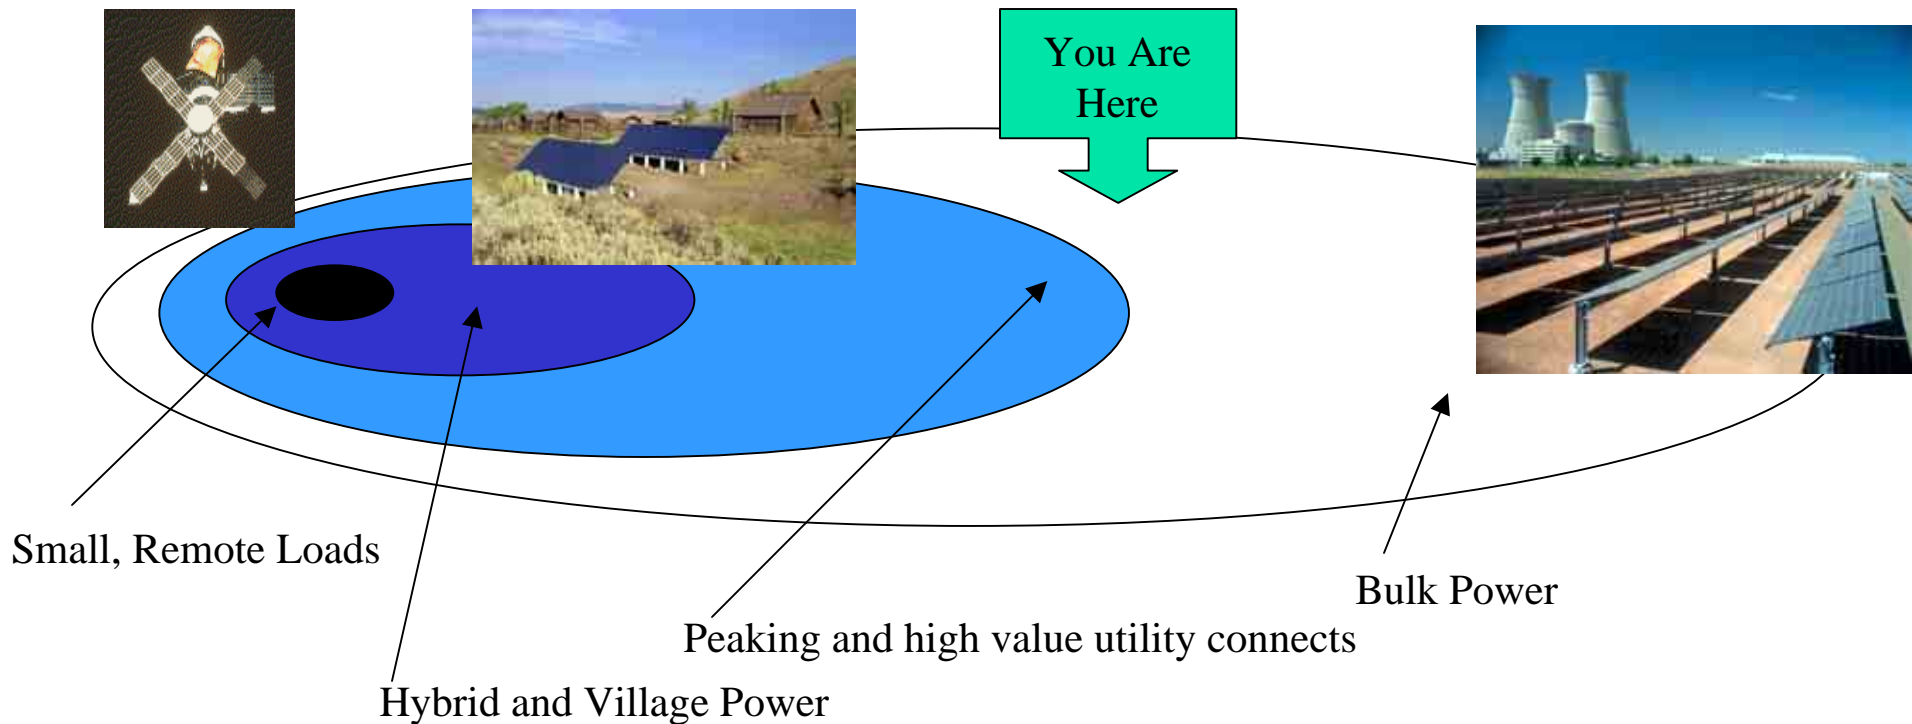 You Are
Here
Small, Remote Loads
Bulk Power
Peaking and high value utility connects
Hybrid and Village Power